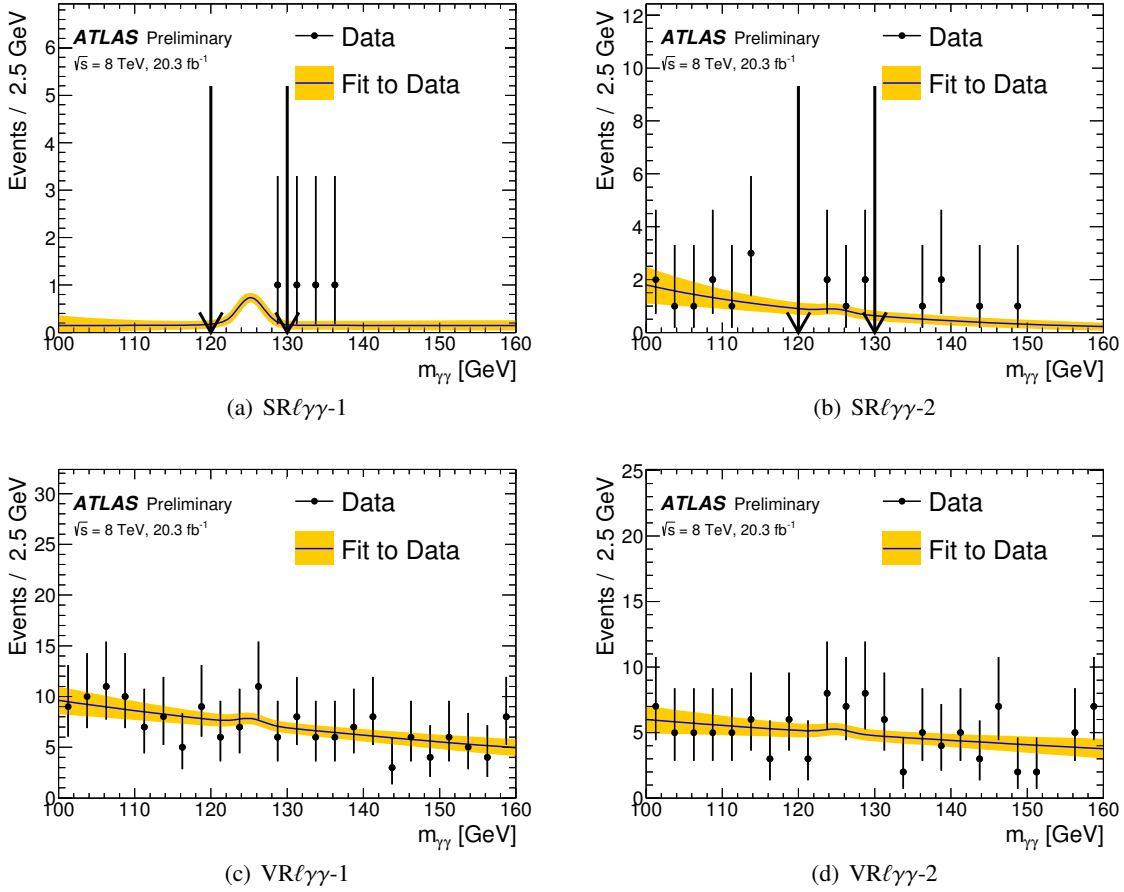 Events / 2.5 GeV
6
5
4
3
2
1
0
ATLAS Preliminary
√s = 8 TeV, 20.3 fb⁻¹
Data
Fit to Data
100 110 120 130 140 150 160
mγγ [GeV]
(a) SRℓγγ-1
Events / 2.5 GeV
12
10
8
6
4
2
0
ATLAS Preliminary
√s = 8 TeV, 20.3 fb⁻¹
Data
Fit to Data
100 110 120 130 140 150 160
mγγ [GeV]
(b) SRℓγγ-2
Events / 2.5 GeV
30
25
20
15
10
5
0
ATLAS Preliminary
√s = 8 TeV, 20.3 fb⁻¹
Data
Fit to Data
100 110 120 130 140 150 160
mγγ [GeV]
(c) VRℓγγ-1
Events / 2.5 GeV
25
20
15
10
5
0
ATLAS Preliminary
√s = 8 TeV, 20.3 fb⁻¹
Data
Fit to Data
100 110 120 130 140 150 160
mγγ [GeV]
(d) VRℓγγ-2